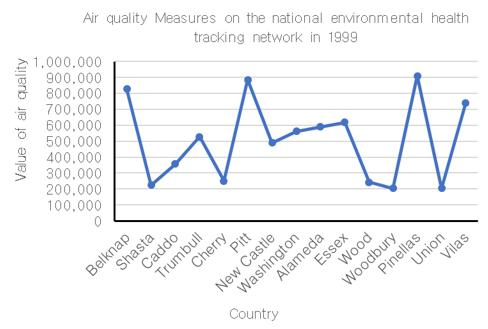 Air quality Measures on the national environmental health
tracking network in 1999
Value of air quality
1,000,000
900,000
800,000
700,000
600,000
500,000
400,000
300,000
200,000
100,000
0
Belknap
Shasta
Caddo
Trumbull
Cherry
Pitt
New Castle
Washington
Alameda
Essex
Wood
Woodbury
Pinellas
Union
Vilas
Country